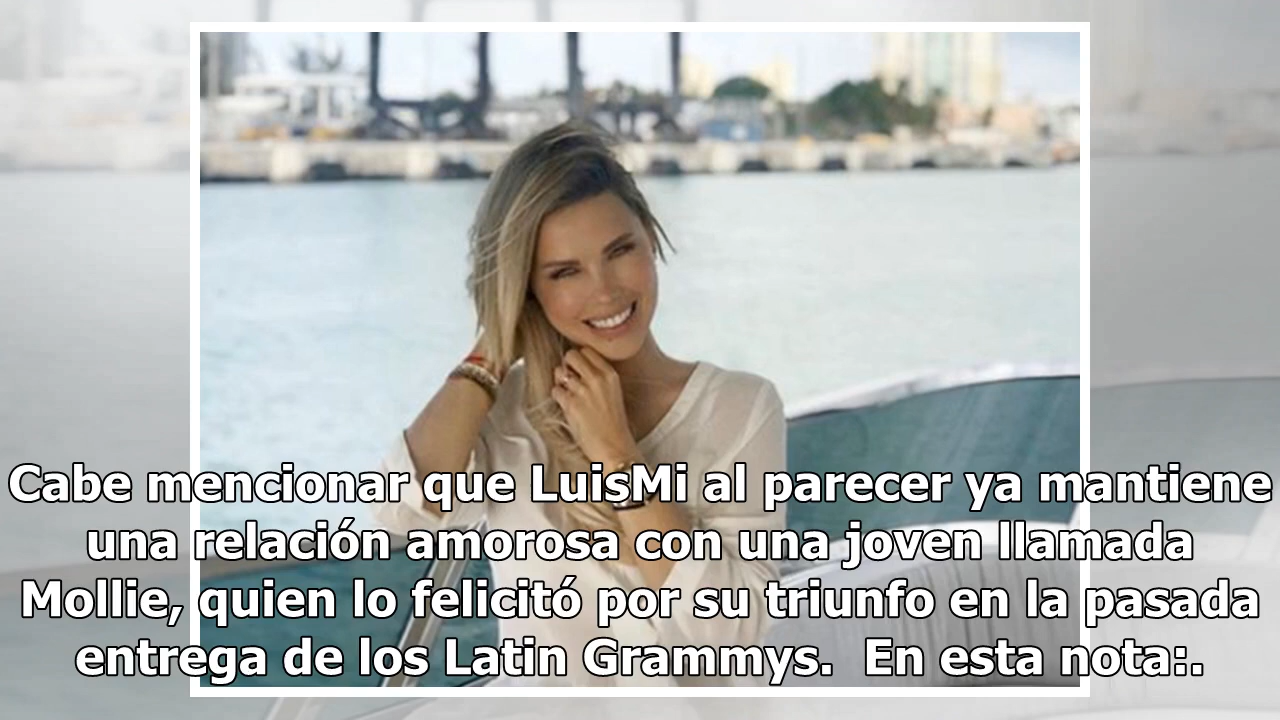 Cabe mencionar que LuisMi al parecer ya mantiene
una relación amorosa con una joven llamada
Mollie, quien lo felicitó por su triunfo en la pasada
entrega de los Latin Grammys.  En esta nota:.